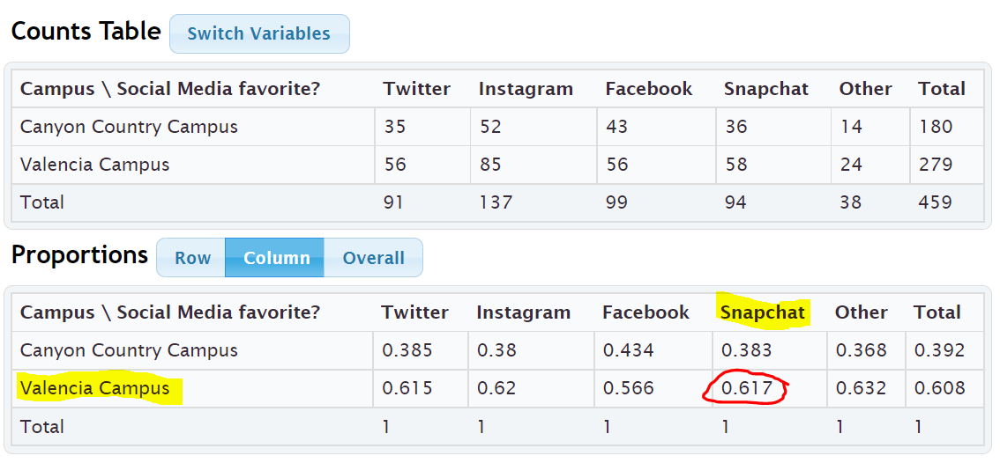 Counts Table Switch Variables
Campus \ Social Media favorite? Twitter Instagram Facebook Snapchat Other Total
Canyon Country Campus 35 52 43 36 14 180
Valencia Campus 56 85 56 58 24 279
Total 91 137 99 94 38 459
Proportions Row Column Overall
Campus \ Social Media favorite? Twitter Instagram Facebook Snapchat Other Total
Canyon Country Campus 0.385 0.38 0.434 0.383 0.368 0.392
Valencia Campus 0.615 0.62 0.566 0.617 0.632 0.608
Total 1 1 1 1 1 1